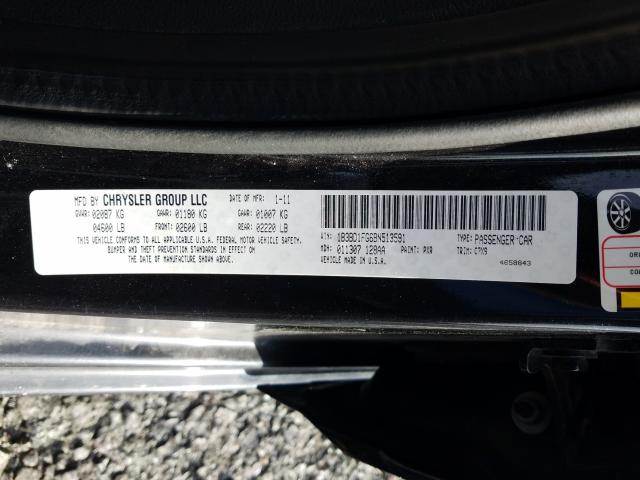 MFD BY CHRYSLER GROUP LLC DATE OF MFR: 1-11
GVWR: 02087 KG GAWR: 01180 KG GAWR: 01007 KG
04600 LB FRONT: 02600 LB REAR: 02220 LB
THIS VEHICLE CONFORMS TO ALL U.S.A. FEDERAL MOTOR VEHICLE SAFETY,
BUMPER AND THEFT PREVENTION STANDARDS IN EFFECT ON
THE DATE OF MANUFACTURE SHOWN ABOVE.
VIN: 1B3BD1FG6BN513591 TYPE: PASSENGER CAR
MDH: 011307 128AA PAINT: PXR TRIM: C7X9
VEHICLE MADE IN U.S.A.
4658843